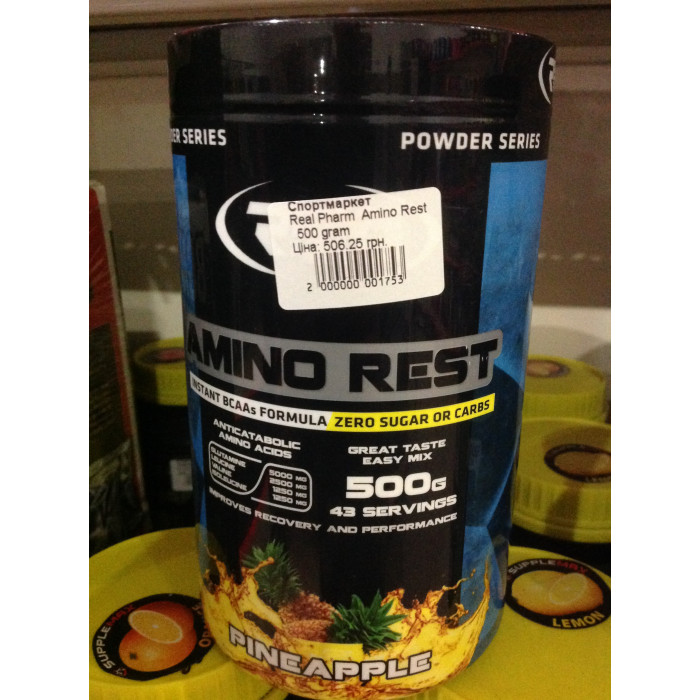 POWDER SERIES
Спортмаркет
Real Pharm Amino Rest
500 gram
Ціна: 506.25 грн.
2 000000 001753
AMINO REST
INSTANT BCAAs FORMULA ZERO SUGAR OR CARBS
ANTICATABOLIC
AMINO ACIDS
GLUTAMINE 5000 MG
LEUCINE 2500 MG
VALINE 1250 MG
ISOLEUCINE 1250 MG
GREAT TASTE
EASY MIX
500G
43 SERVINGS
IMPROVES RECOVERY AND PERFORMANCE
PINEAPPLE
SUPPLEMAX
SUPPLEMAX
LEMON